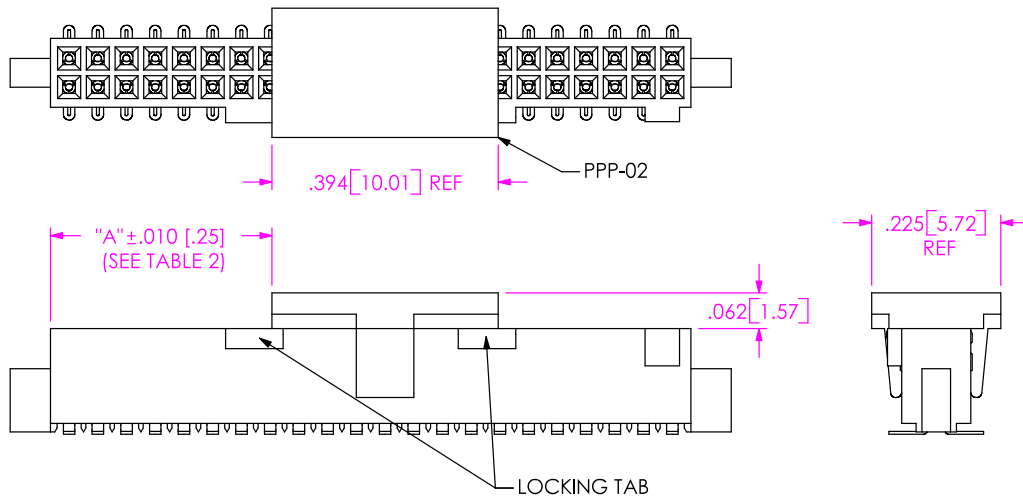 PPP-02
.394[10.01] REF
"A"±.010 [.25]
(SEE TABLE 2)
.225[5.72]
REF
.062[1.57]
LOCKING TAB